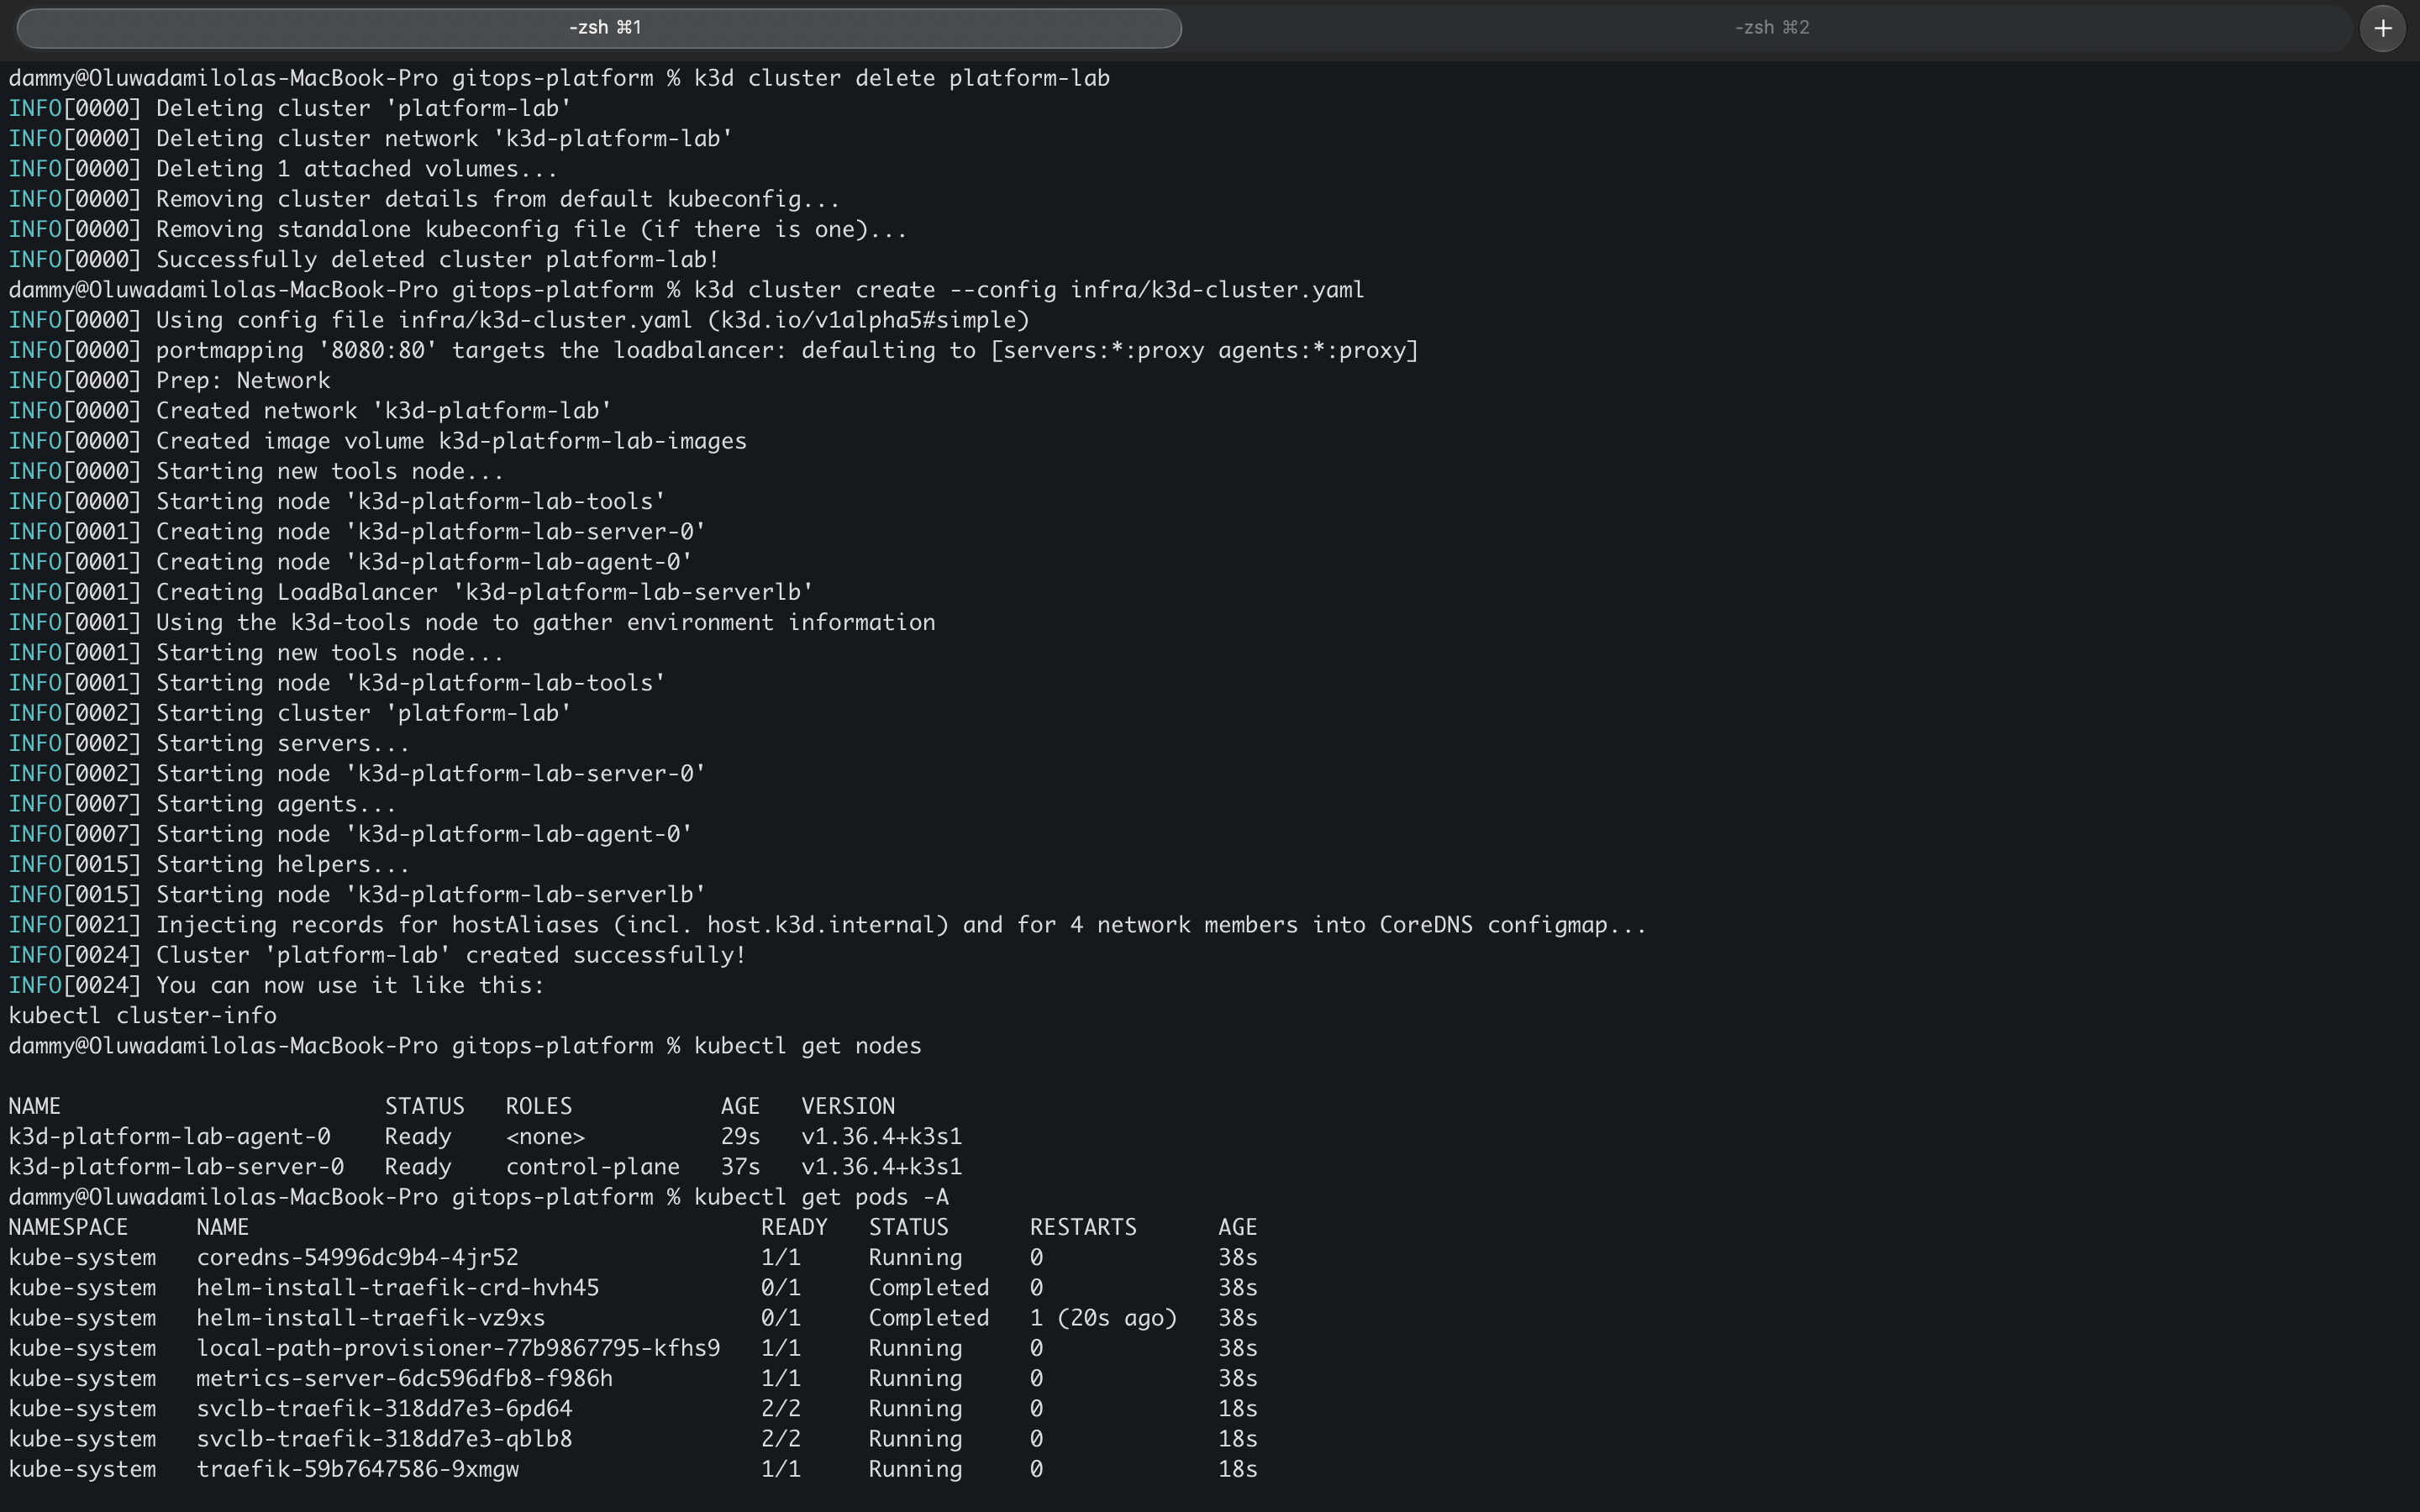 -zsh ⌘1
-zsh ⌘2
+
dammy@Oluwadamilolas-MacBook-Pro gitops-platform % k3d cluster delete platform-lab
INFO[0000] Deleting cluster 'platform-lab'
INFO[0000] Deleting cluster network 'k3d-platform-lab'
INFO[0000] Deleting 1 attached volumes...
INFO[0000] Removing cluster details from default kubeconfig...
INFO[0000] Removing standalone kubeconfig file (if there is one)...
INFO[0000] Successfully deleted cluster platform-lab!
dammy@Oluwadamilolas-MacBook-Pro gitops-platform % k3d cluster create --config infra/k3d-cluster.yaml
INFO[0000] Using config file infra/k3d-cluster.yaml (k3d.io/v1alpha5#simple)
INFO[0000] portmapping '8080:80' targets the loadbalancer: defaulting to [servers:*:proxy agents:*:proxy]
INFO[0000] Prep: Network
INFO[0000] Created network 'k3d-platform-lab'
INFO[0000] Created image volume k3d-platform-lab-images
INFO[0000] Starting new tools node...
INFO[0000] Starting node 'k3d-platform-lab-tools'
INFO[0001] Creating node 'k3d-platform-lab-server-0'
INFO[0001] Creating node 'k3d-platform-lab-agent-0'
INFO[0001] Creating LoadBalancer 'k3d-platform-lab-serverlb'
INFO[0001] Using the k3d-tools node to gather environment information
INFO[0001] Starting new tools node...
INFO[0001] Starting node 'k3d-platform-lab-tools'
INFO[0002] Starting cluster 'platform-lab'
INFO[0002] Starting servers...
INFO[0002] Starting node 'k3d-platform-lab-server-0'
INFO[0007] Starting agents...
INFO[0007] Starting node 'k3d-platform-lab-agent-0'
INFO[0015] Starting helpers...
INFO[0015] Starting node 'k3d-platform-lab-serverlb'
INFO[0021] Injecting records for hostAliases (incl. host.k3d.internal) and for 4 network members into CoreDNS configmap...
INFO[0024] Cluster 'platform-lab' created successfully!
INFO[0024] You can now use it like this:
kubectl cluster-info
dammy@Oluwadamilolas-MacBook-Pro gitops-platform % kubectl get nodes
NAME                        STATUS   ROLES           AGE   VERSION
k3d-platform-lab-agent-0    Ready    <none>          29s   v1.36.4+k3s1
k3d-platform-lab-server-0   Ready    control-plane   37s   v1.36.4+k3s1
dammy@Oluwadamilolas-MacBook-Pro gitops-platform % kubectl get pods -A
NAMESPACE     NAME                                      READY   STATUS      RESTARTS      AGE
kube-system   coredns-54996dc9b4-4jr52                  1/1     Running     0             38s
kube-system   helm-install-traefik-crd-hvh45            0/1     Completed   0             38s
kube-system   helm-install-traefik-vz9xs                0/1     Completed   1 (20s ago)   38s
kube-system   local-path-provisioner-77b9867795-kfhs9   1/1     Running     0             38s
kube-system   metrics-server-6dc596dfb8-f986h           1/1     Running     0             38s
kube-system   svclb-traefik-318dd7e3-6pd64              2/2     Running     0             18s
kube-system   svclb-traefik-318dd7e3-qblb8              2/2     Running     0             18s
kube-system   traefik-59b7647586-9xmgw                  1/1     Running     0             18s